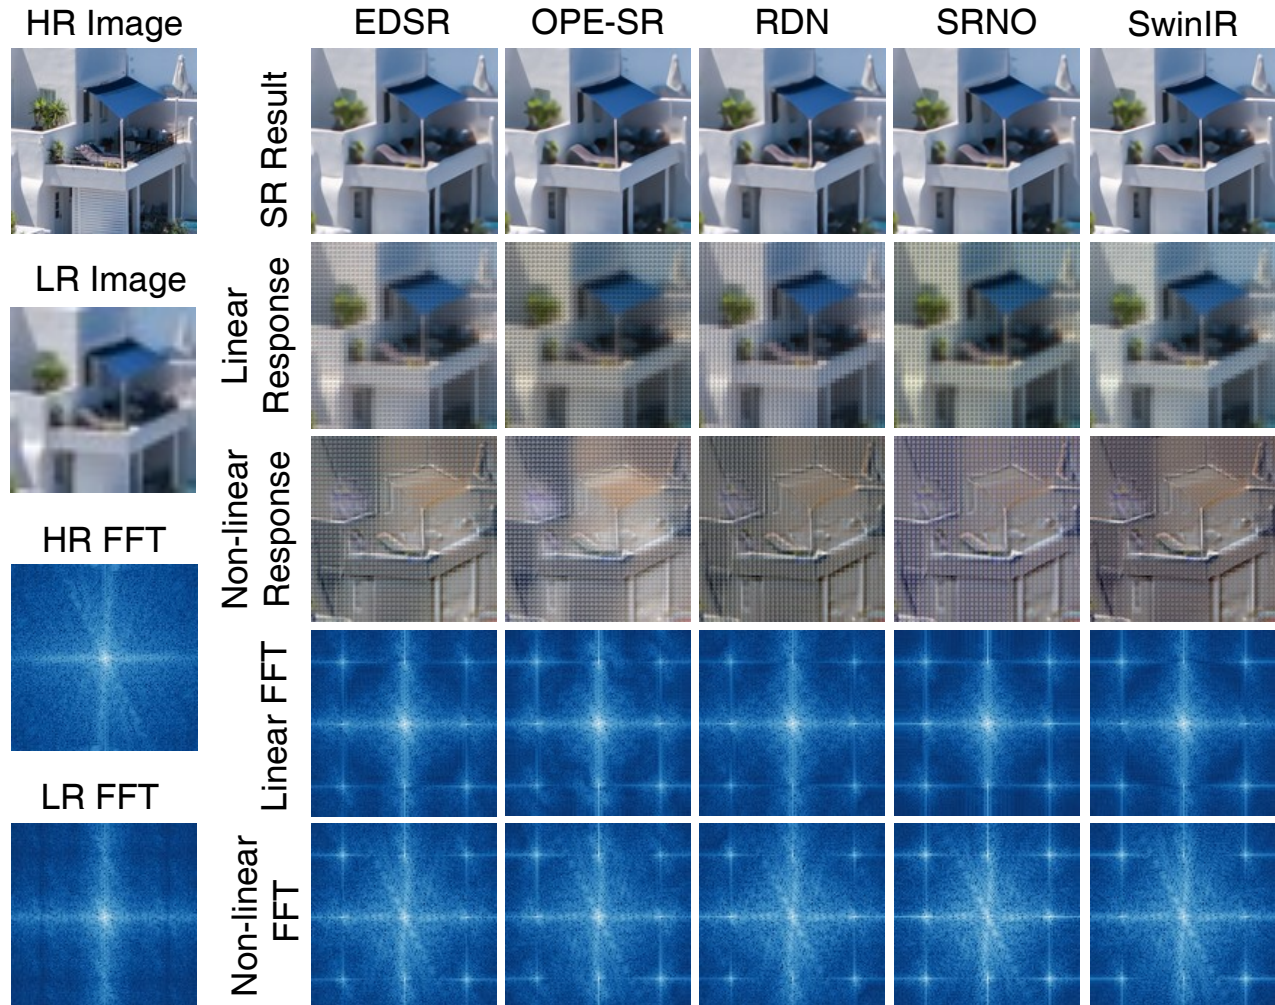 HR Image
EDSR
OPE-SR
RDN
SRNO
SwinIR
SR Result
LR Image
Linear
Response
Non-linear
Response
HR FFT
Linear FFT
LR FFT
Non-linear
FFT